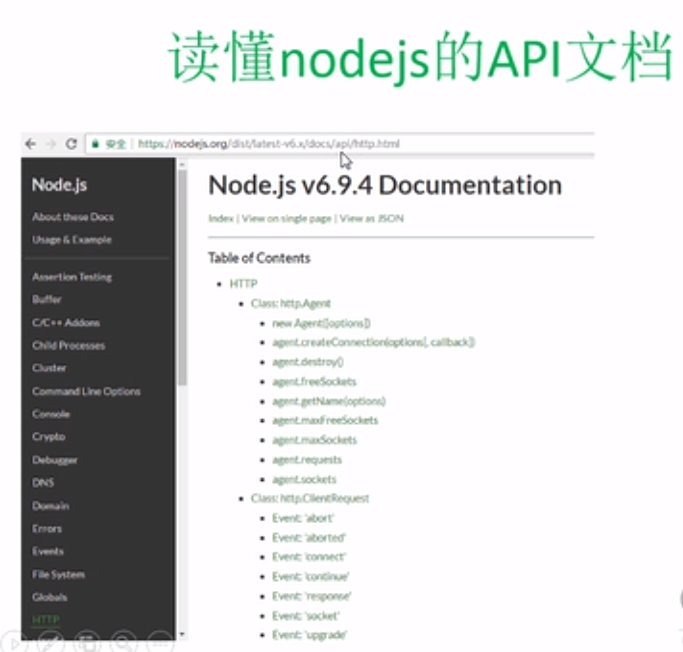 读懂nodejs的API文档
安全 | https://nodejs.org/dist/latest-v6.x/docs/api/http.html
Node.js
About these Docs
Usage & Example
Assertion Testing
Buffer
C/C++ Addons
Child Processes
Cluster
Command Line Options
Console
Crypto
Debugger
DNS
Domain
Errors
Events
File System
Globals
HTTP
Node.js v6.9.4 Documentation
Index | View on single page | View as JSON
Table of Contents
• HTTP
• Class: http.Agent
• new Agent([options])
• agent.createConnection(options[, callback])
• agent.destroy()
• agent.freeSockets
• agent.getName(options)
• agent.maxFreeSockets
• agent.maxSockets
• agent.requests
• agent.sockets
• Class: http.ClientRequest
• Event: 'abort'
• Event: 'aborted'
• Event: 'connect'
• Event: 'continue'
• Event: 'response'
• Event: 'socket'
• Event: 'upgrade'